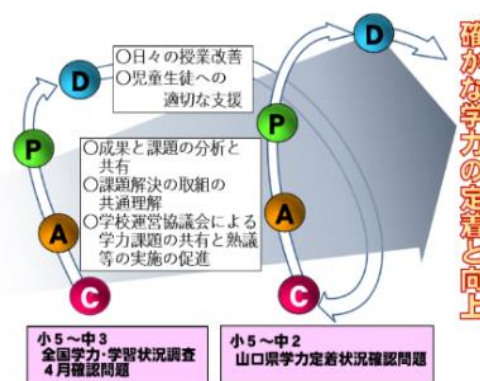 D
○日々の授業改善
○児童生徒への
適切な支援
D
P
○成果と課題の分析と
共有
○課題解決の取組の
共通理解
○学校運営協議会による
学力課題の共有と熟議
等の実施の促進
P
A
A
C
C
確かな学力の定着と向上
小5~中3
全国学力・学習状況調査
4月確認問題
小5~中2
山口県学力定着状況確認問題